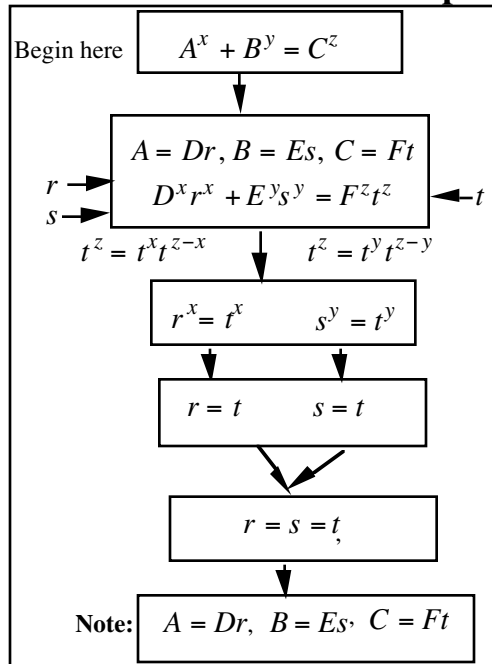 Begin here A^x + B^y = C^z
A = Dr, B = Es, C = Ft
r
D^x r^x + E^y s^y = F^z t^z
t
s
t^z = t^x t^{z-x} t^z = t^y t^{z-y}
r^x = t^x s^y = t^y
r = t s = t
r = s = t,
Note: A = Dr, B = Es, C = Ft